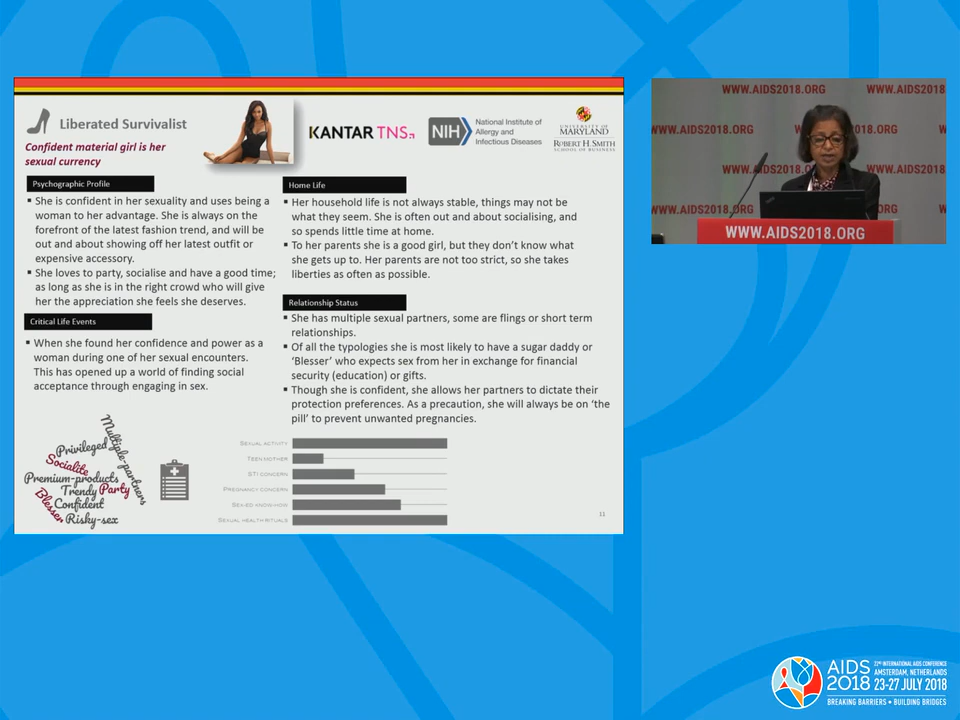 Liberated Survivalist
Confident material girl is her
sexual currency
KANTAR TNS
NIH
National Institute of
Allergy and
Infectious Diseases
UNIVERSITY OF
MARYLAND
ROBERT H. SMITH
SCHOOL OF BUSINESS
Psychographic Profile
▪ She is confident in her sexuality and uses being a
woman to her advantage. She is always on the
forefront of the latest fashion trend, and will be
out and about showing off her latest outfit or
expensive accessory.
▪ She loves to party, socialise and have a good time;
as long as she is in the right crowd who will give
her the appreciation she feels she deserves.
Critical Life Events
▪ When she found her confidence and power as a
woman during one of her sexual encounters.
This has opened up a world of finding social
acceptance through engaging in sex.
Home Life
▪ Her household life is not always stable, things may not be
what they seem. She is often out and about socialising, and
so spends little time at home.
▪ To her parents she is a good girl, but they don't know what
she gets up to. Her parents are not too strict, so she takes
liberties as often as possible.
Relationship Status
▪ She has multiple sexual partners, some are flings or short term
relationships.
▪ Of all the typologies she is most likely to have a sugar daddy or
'Blesser' who expects sex from her in exchange for financial
security (education) or gifts.
▪ Though she is confident, she allows her partners to dictate their
protection preferences. As a precaution, she will always be on 'the
pill' to prevent unwanted pregnancies.
Multiple-partners
Privileged
Socialite
Premium-products
Trendy Party
Blesser
Confident
Risky-sex
SEXUAL ACTIVITY
TEEN MOTHER
STI CONCERN
PREGNANCY CONCERN
SEX-ED KNOWHOW
SEXUAL HEALTH RITUALS
11
WWW.AIDS2018.ORG WWW.AIDS2018
WWW.AIDS2018.ORG
WWW.AIDS2018.ORG
WWW.AIDS2018.ORG
AIDS
2018
22ND INTERNATIONAL AIDS CONFERENCE
AMSTERDAM, NETHERLANDS
23-27 JULY 2018
BREAKING BARRIERS • BUILDING BRIDGES